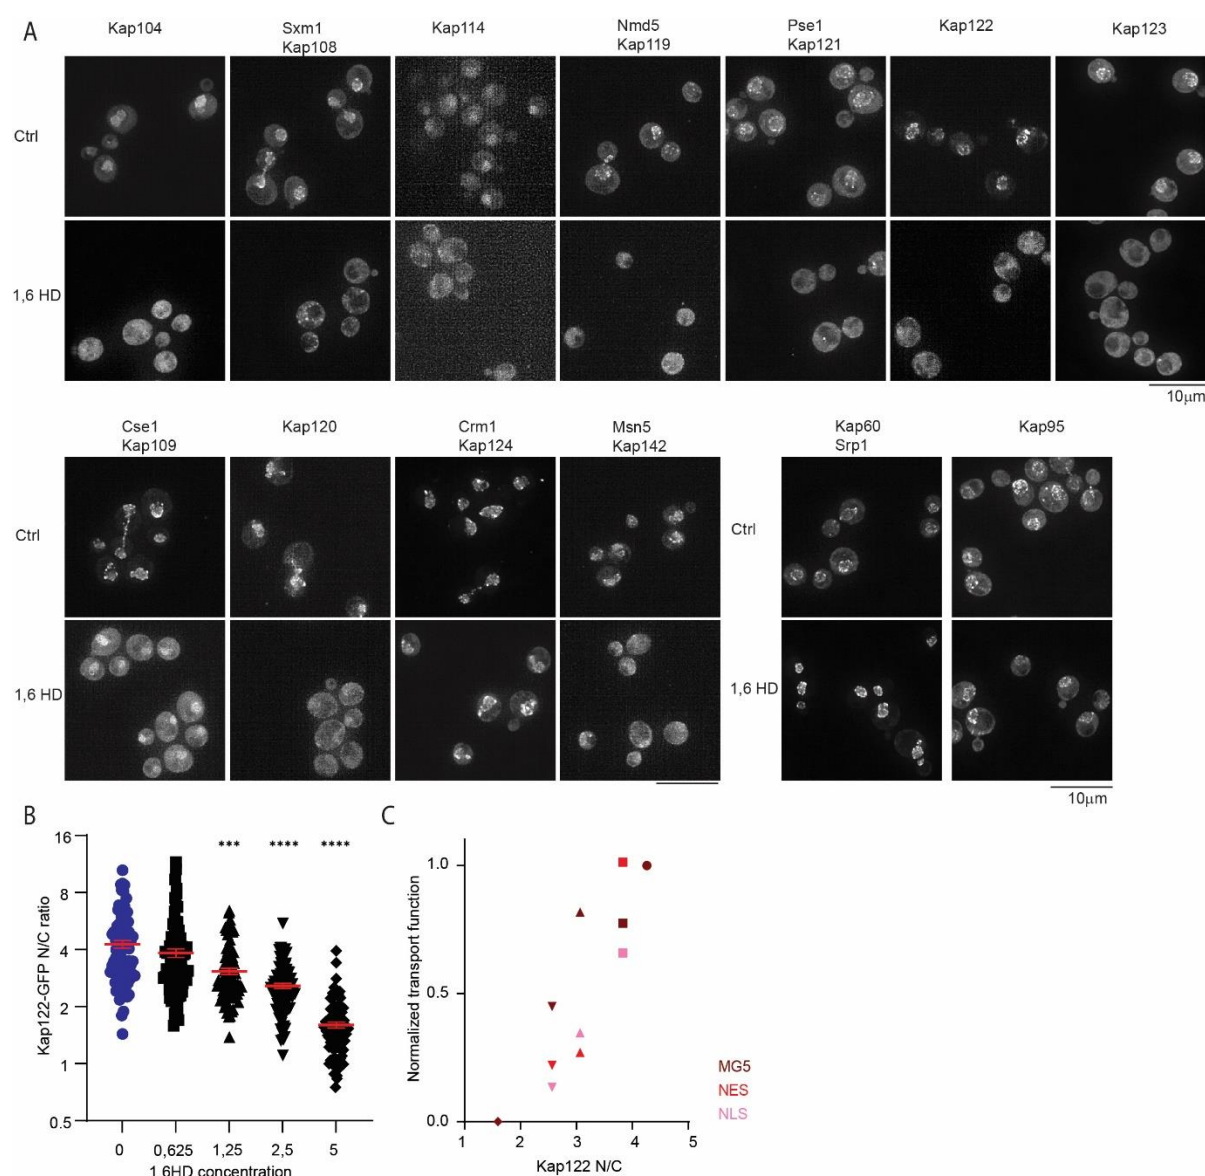 A
Kap104
Sxm1
Kap108
Kap114
Nmd5
Kap119
Pse1
Kap121
Kap122
Kap123
Ctrl
1,6 HD
10µm
Cse1
Kap109
Kap120
Crm1
Kap124
Msn5
Kap142
Kap60
Srp1
Kap95
Ctrl
Ctrl
1,6 HD
1,6 HD
10µm
B
Kap122-GFP N/C ratio
16
8
4
2
1
0.5
***
****
****
0
0,625
1,25
2,5
5
1,6HD concentration
C
Normalized transport function
1.0
0.5
0.0
1
2
3
4
5
Kap122 N/C
MG5
NES
NLS